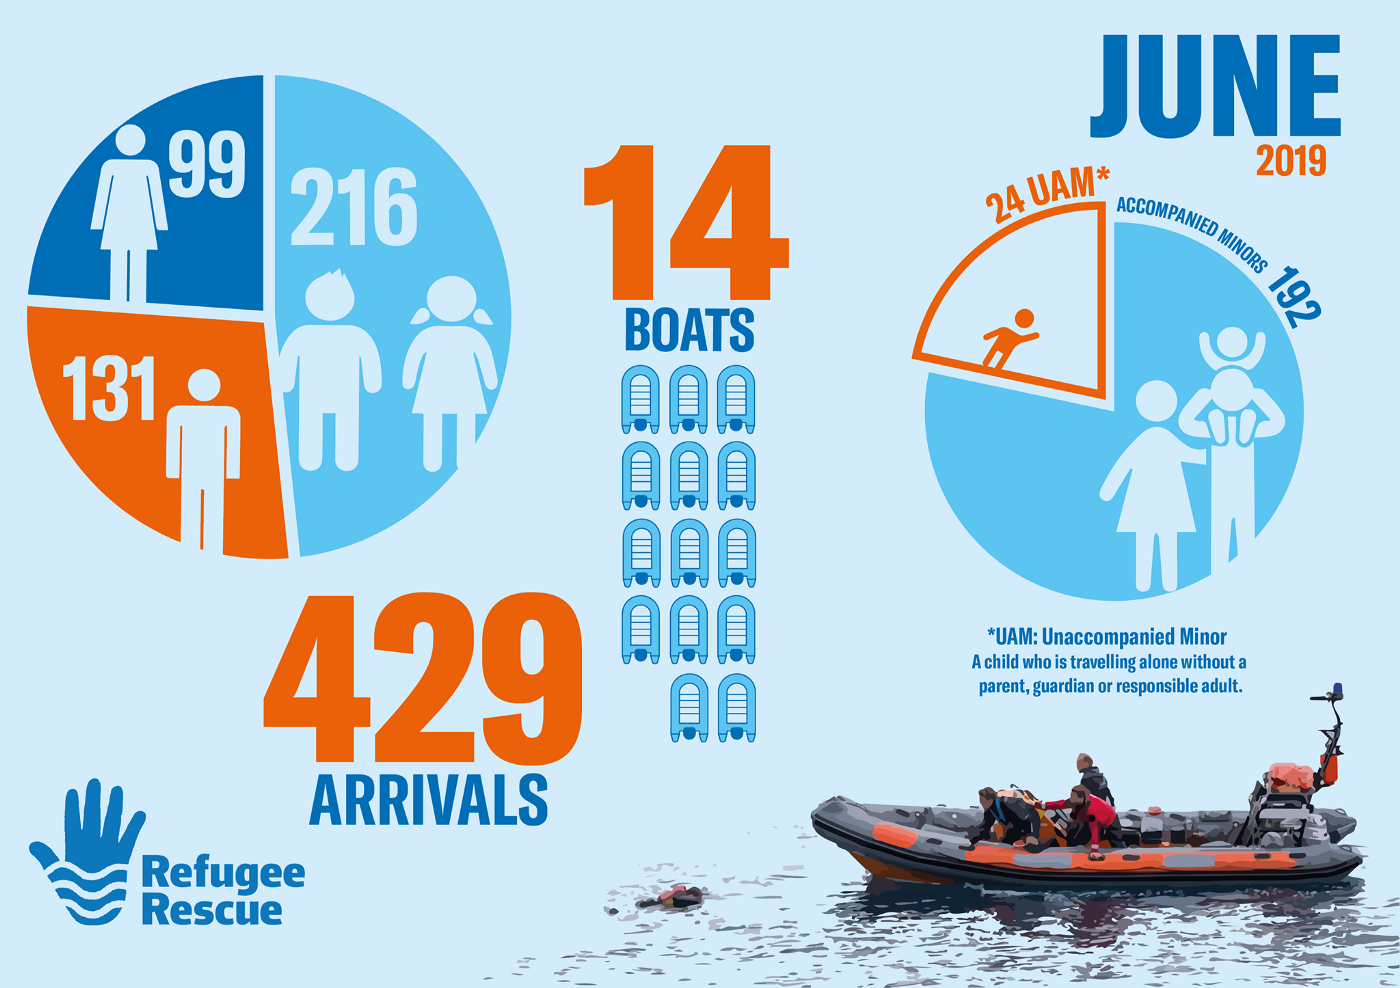 JUNE
2019
99
216
131
14
BOATS
24 UAM*
ACCOMPANIED MINORS 192
429
ARRIVALS
*UAM: Unaccompanied Minor
A child who is travelling alone without a
parent, guardian or responsible adult.
Refugee
Rescue